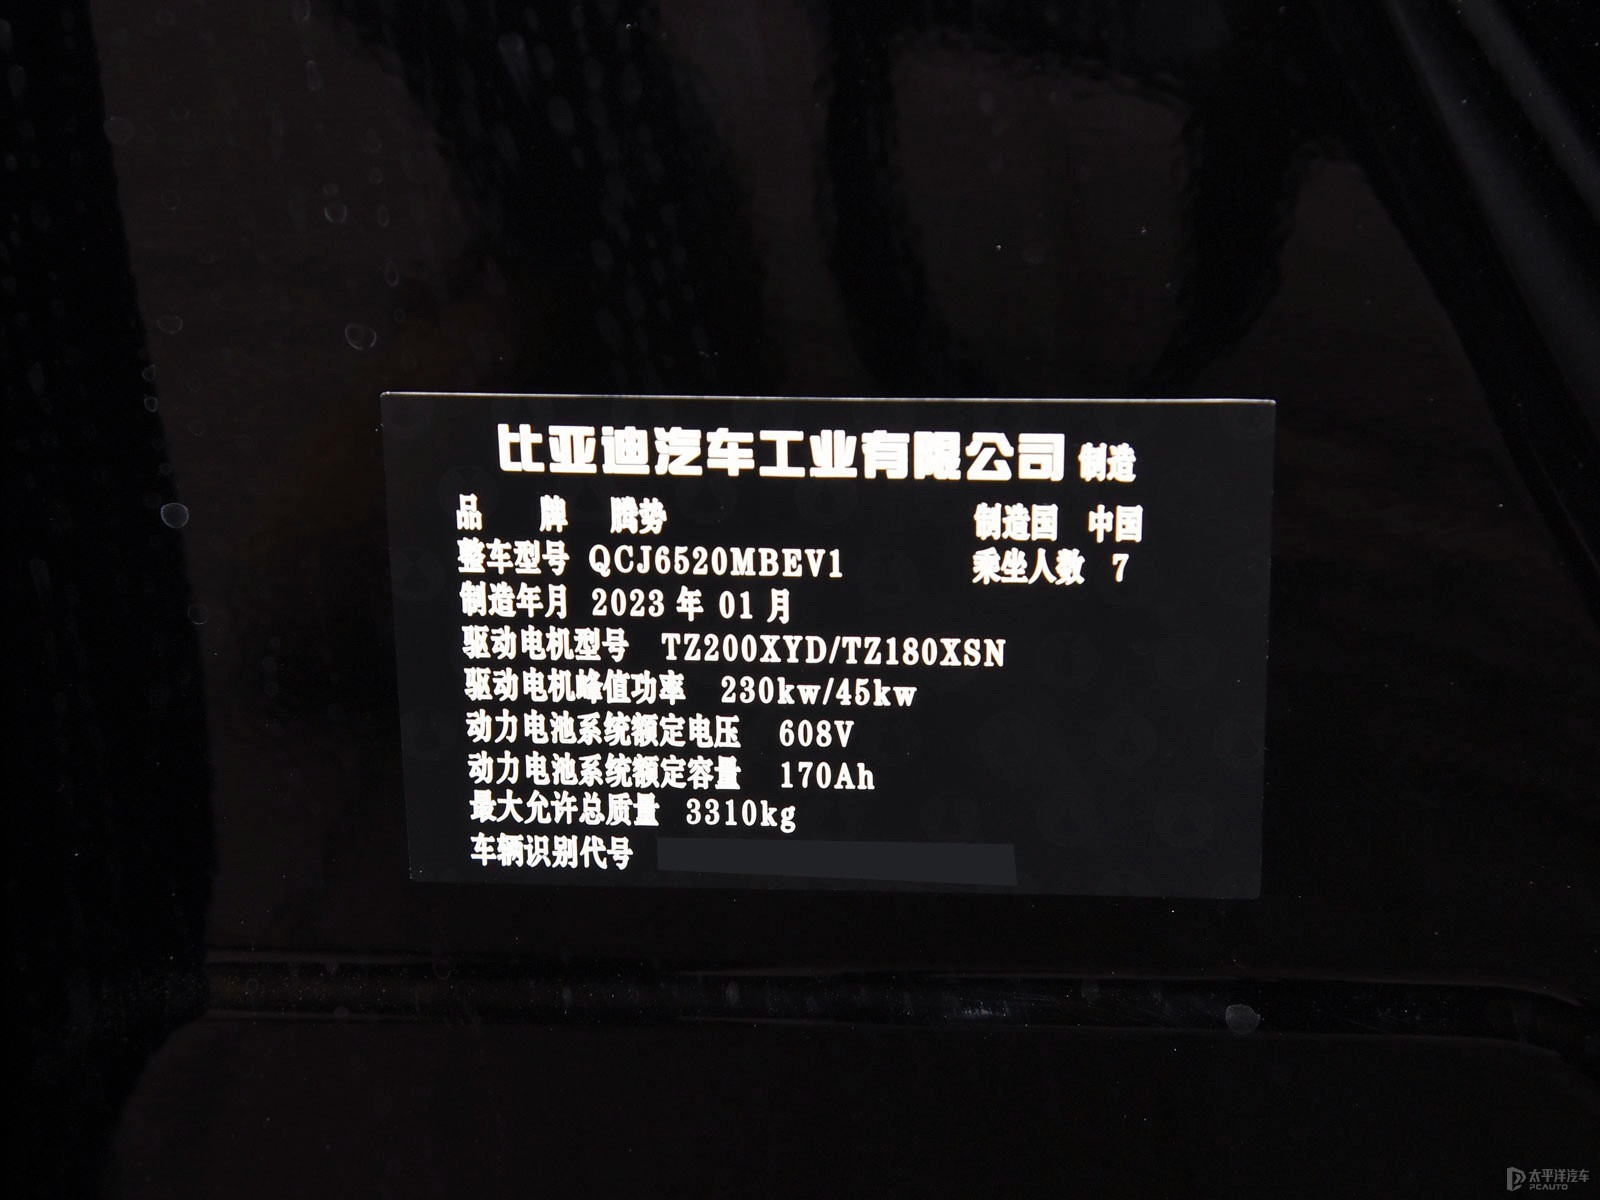 比亚迪汽车工业有限公司 制造
品 牌 腾势 制造国 中国
整车型号 QCJ6520MBEV1 乘坐人数 7
制造年月 2023 年 01 月
驱动电机型号 TZ200XYD/TZ180XSN
驱动电机峰值功率 230kw/45kw
动力电池系统额定电压 608V
动力电池系统额定容量 170Ah
最大允许总质量 3310kg
车辆识别代号
太平洋汽车
PCAUTO